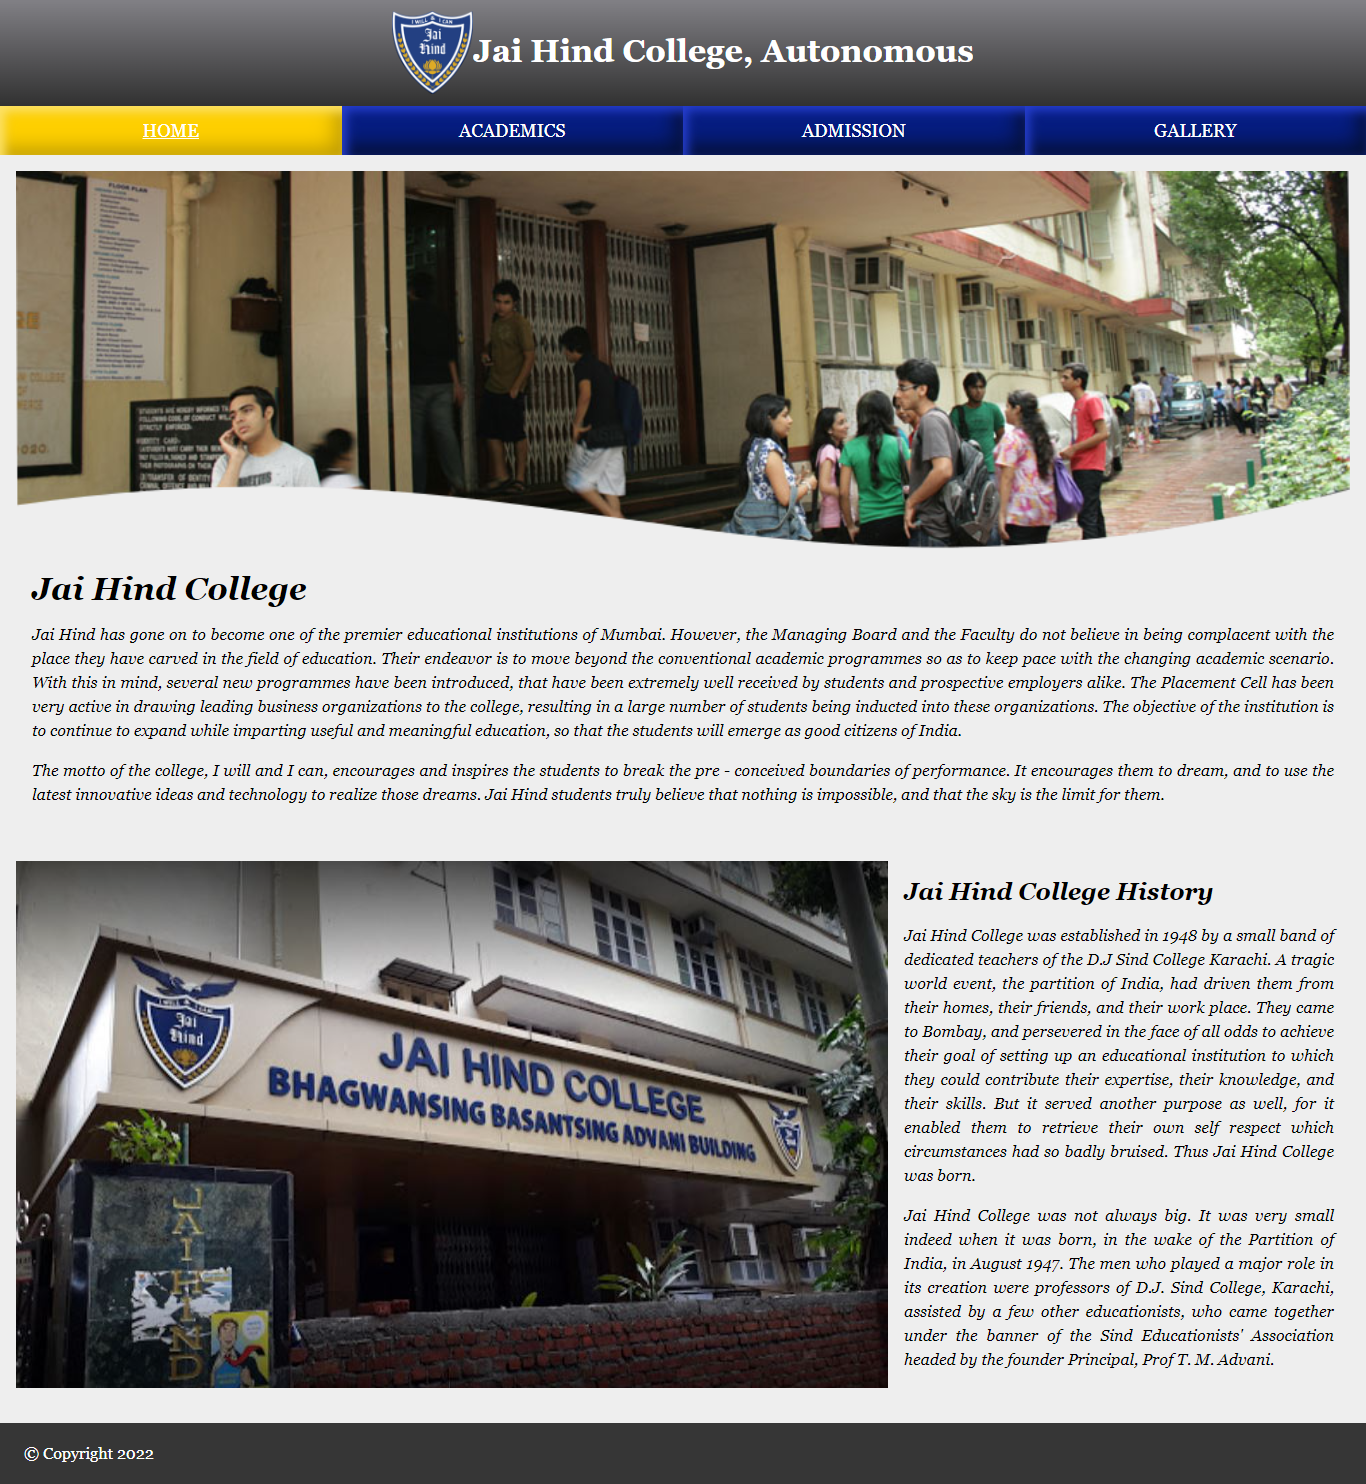 I WILL & I CAN
Jai
Hind
Jai Hind College, Autonomous
HOME
ACADEMICS
ADMISSION
GALLERY
FLOOR PLAN
STUDENTS ARE HEREBY INFORMED
FOLLOWING CODE OF CONDUCT WILL
STRICTLY ENFORCED:
IDENTITY CARD:
Jai Hind College
Jai Hind has gone on to become one of the premier educational institutions of Mumbai. However, the Managing Board and the Faculty do not believe in being complacent with the
place they have carved in the field of education. Their endeavor is to move beyond the conventional academic programmes so as to keep pace with the changing academic scenario.
With this in mind, several new programmes have been introduced, that have been extremely well received by students and prospective employers alike. The Placement Cell has been
very active in drawing leading business organizations to the college, resulting in a large number of students being inducted into these organizations. The objective of the institution is
to continue to expand while imparting useful and meaningful education, so that the students will emerge as good citizens of India.
The motto of the college, I will and I can, encourages and inspires the students to break the pre - conceived boundaries of performance. It encourages them to dream, and to use the
latest innovative ideas and technology to realize those dreams. Jai Hind students truly believe that nothing is impossible, and that the sky is the limit for them.
I WILL & I CAN
Jai
Hind
JAI HIND COLLEGE
BHAGWANSING BASANTSING ADVANI BUILDING
JAI HIND
Jai Hind College History
Jai Hind College was established in 1948 by a small band of
dedicated teachers of the D.J Sind College Karachi. A tragic
world event, the partition of India, had driven them from
their homes, their friends, and their work place. They came
to Bombay, and persevered in the face of all odds to achieve
their goal of setting up an educational institution to which
they could contribute their expertise, their knowledge, and
their skills. But it served another purpose as well, for it
enabled them to retrieve their own self respect which
circumstances had so badly bruised. Thus Jai Hind College
was born.
Jai Hind College was not always big. It was very small
indeed when it was born, in the wake of the Partition of
India, in August 1947. The men who played a major role in
its creation were professors of D.J. Sind College, Karachi,
assisted by a few other educationists, who came together
under the banner of the Sind Educationists' Association
headed by the founder Principal, Prof T. M. Advani.
© Copyright 2022